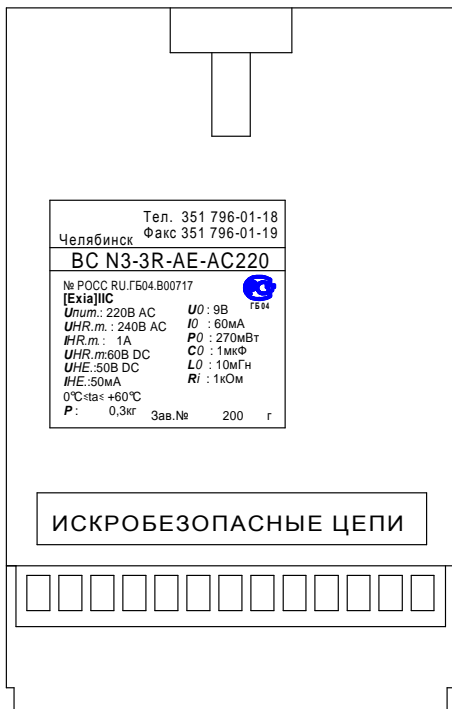 Тел. 351 796-01-18
Челябинск Факс 351 796-01-19
ВС N3-3R-AE-AC220
№ РОСС RU.ГБ04.В00717
[Exia]IIC
ГБ04
Uпит.: 220В АС
UHR.m. : 240В АС
IHR.m. : 1А
UHR.m:60В DC
UHE.:50В DC
IHE.:50мА
0°C≤ta≤ +60°C
P : 0,3кг
U0 : 9В
I0 : 60мА
P0 : 270мВт
C0 : 1мкФ
L0 : 10мГн
Ri : 1кОм
Зав.№ 200 г
ИСКРОБЕЗОПАСНЫЕ ЦЕПИ